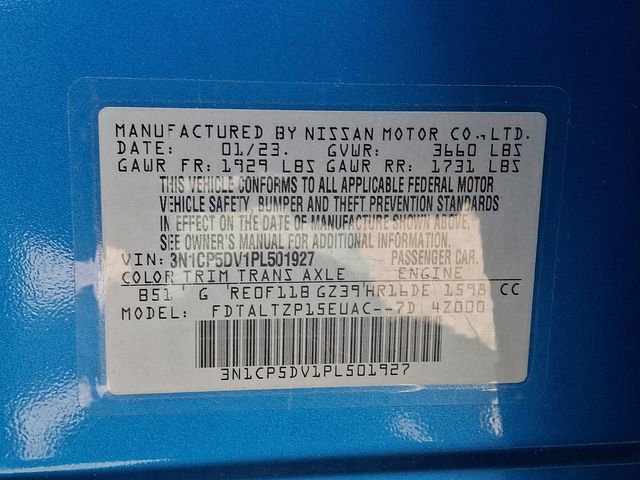 MANUFACTURED BY NISSAN MOTOR CO.,LTD.
DATE: 01/23. GVWR: 3660 LBS
GAWR FR: 1929 LBS GAWR RR: 1731 LBS
THIS VEHICLE CONFORMS TO ALL APPLICABLE FEDERAL MOTOR
VEHICLE SAFETY, BUMPER AND THEFT PREVENTION STANDARDS
IN EFFECT ON THE DATE OF MANUFACTURE SHOWN ABOVE,
SEE OWNER'S MANUAL FOR ADDITIONAL INFORMATION.
VIN: 3N1CP5DV1PL501927 PASSENGER CAR.
COLOR TRIM TRANS AXLE ENGINE
B51 G RE0F11B GZ39 HR16DE 1598 CC
MODEL: FDTALTZP15EUAC--7D 4Z000
3N1CP5DV1PL501927